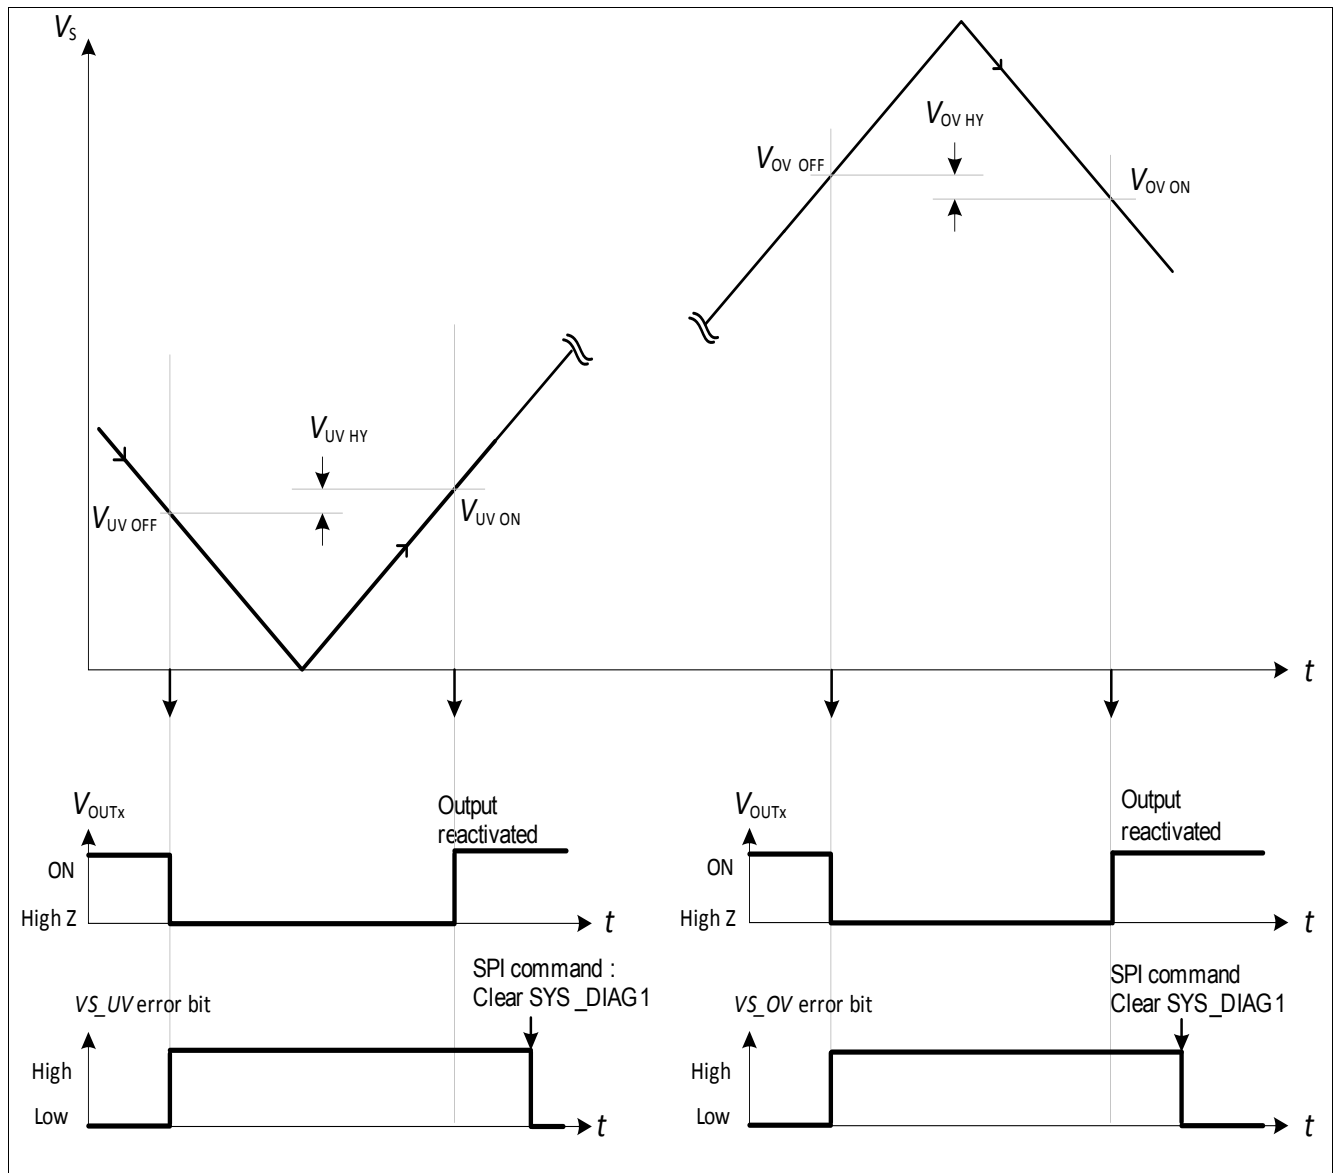 VS
VOV HY
VOV OFF
VOV ON
VUV HY
VUV OFF
VUV ON
t
VOUTx
Output
reactivated
ON
High Z
t
VOUTx
Output
reactivated
ON
High Z
t
SPI command :
Clear SYS_DIAG1
VS_UV error bit
High
Low
t
SPI command
Clear SYS_DIAG1
VS_OV error bit
High
Low
t